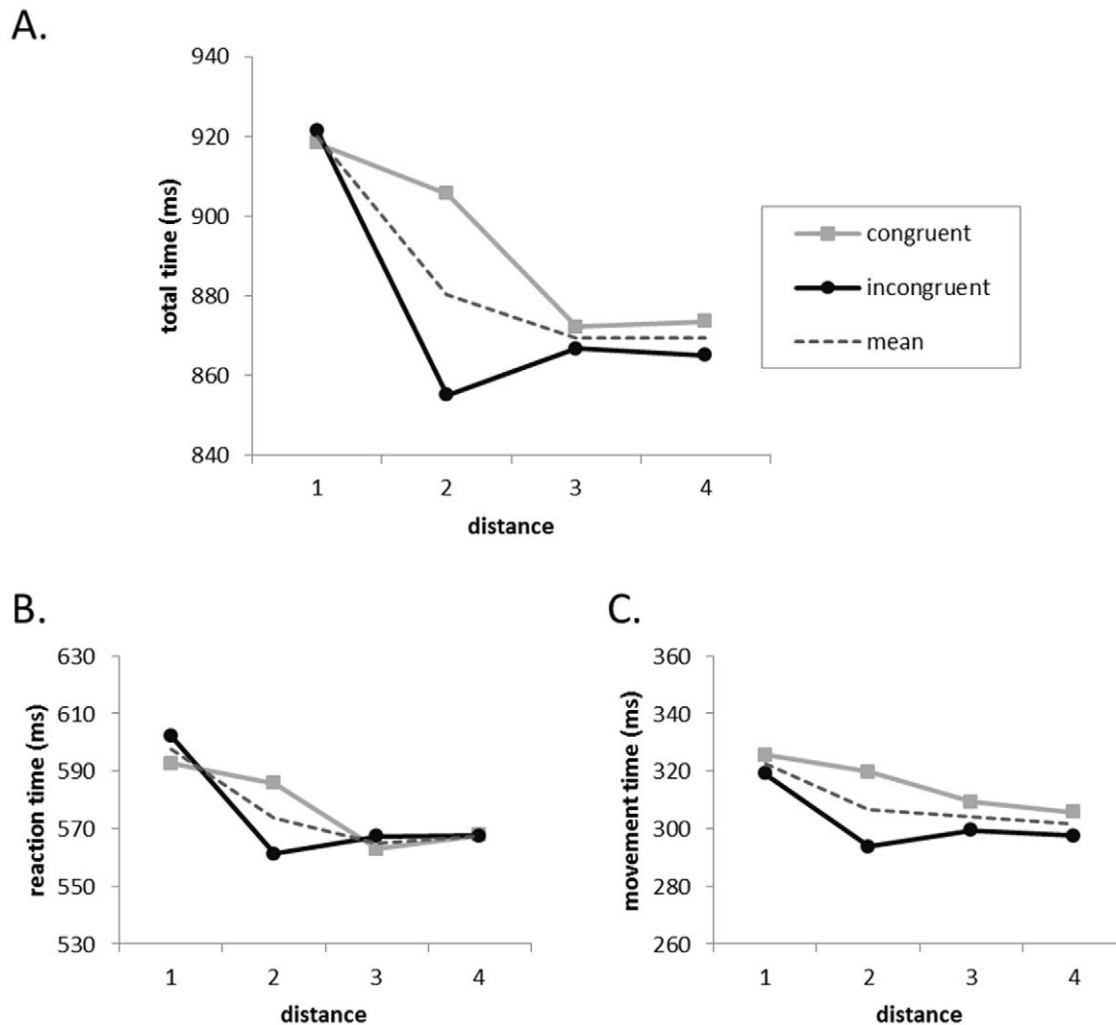 A.
940
920
900
880
860
840
total time (ms)
1 2 3 4
distance
congruent
incongruent
mean
B.
630
610
590
570
550
530
reaction time (ms)
1 2 3 4
distance
C.
360
340
320
300
280
260
movement time (ms)
1 2 3 4
distance